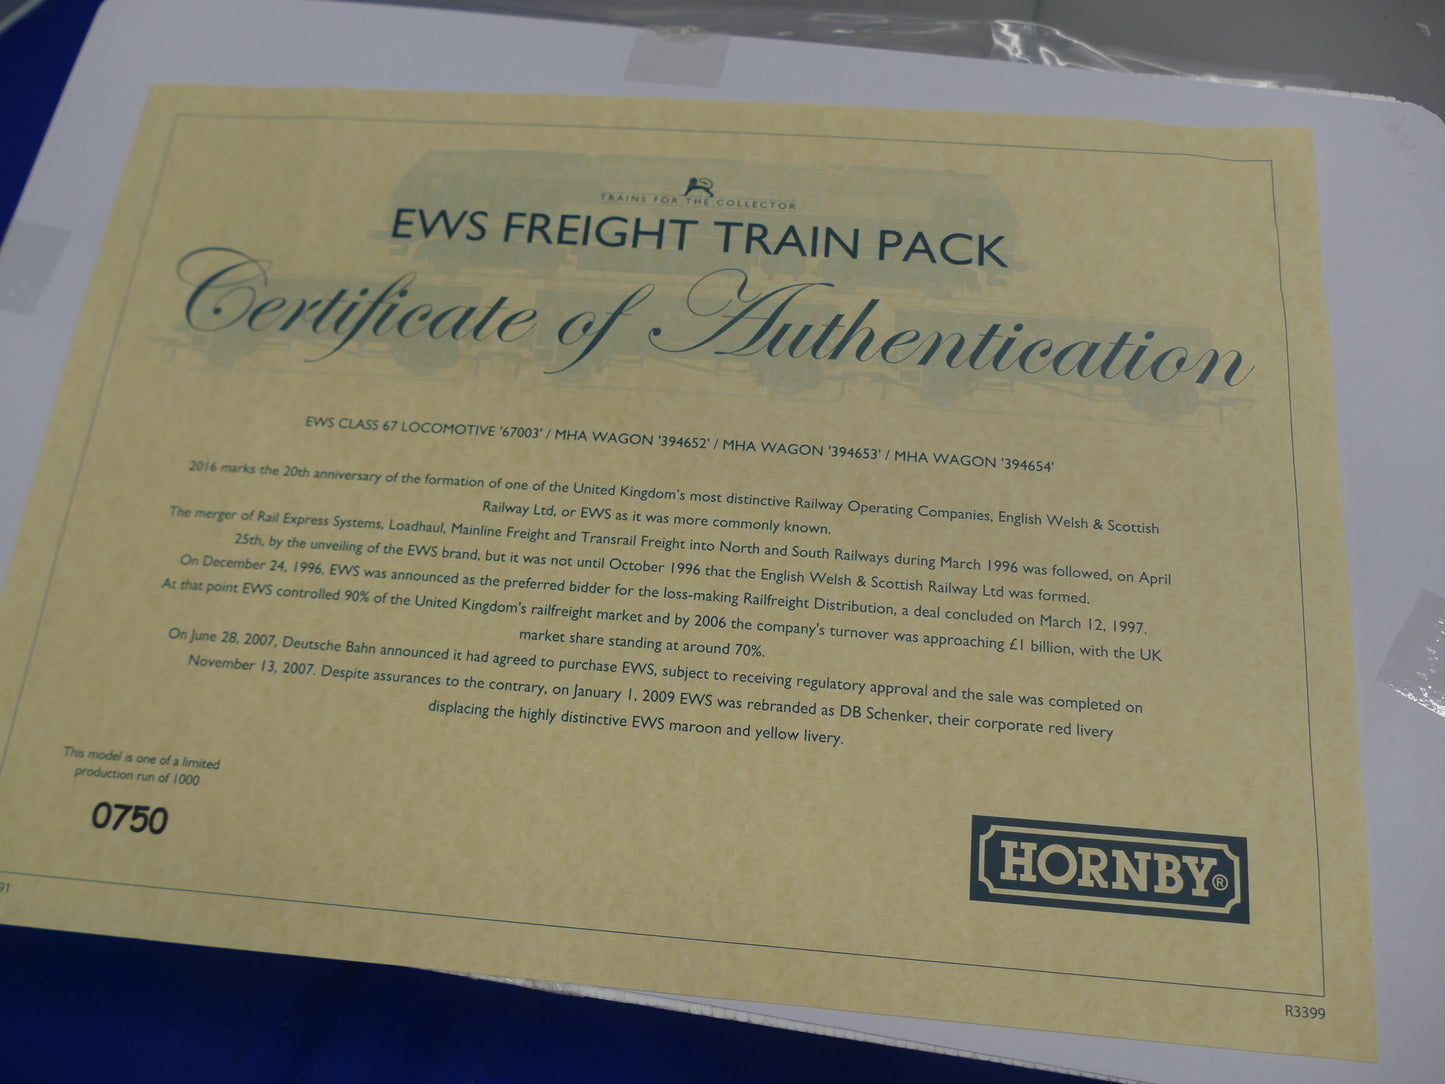 TRAINS FOR THE COLLECTOR
EWS FREIGHT TRAIN PACK
Certificate of Authentication
EWS CLASS 67 LOCOMOTIVE '67003' / MHA WAGON '394652' / MHA WAGON '394653' / MHA WAGON '394654'
2016 marks the 20th anniversary of the formation of one of the United Kingdom's most distinctive Railway Operating Companies, English Welsh & Scottish
Railway Ltd, or EWS as it was more commonly known.
The merger of Rail Express Systems, Loadhaul, Mainline Freight and Transrail Freight into North and South Railways during March 1996 was followed, on April
25th, by the unveiling of the EWS brand, but it was not until October 1996 that the English Welsh & Scottish Railway Ltd was formed.
On December 24, 1996, EWS was announced as the preferred bidder for the loss-making Railfreight Distribution, a deal concluded on March 12, 1997.
At that point EWS controlled 90% of the United Kingdom's railfreight market and by 2006 the company's turnover was approaching £1 billion, with the UK
market share standing at around 70%.
On June 28, 2007, Deutsche Bahn announced it had agreed to purchase EWS, subject to receiving regulatory approval and the sale was completed on
November 13, 2007. Despite assurances to the contrary, on January 1, 2009 EWS was rebranded as DB Schenker, their corporate red livery
displacing the highly distinctive EWS maroon and yellow livery.
This model is one of a limited
production run of 1000
0750
HORNBY®
91
R3399